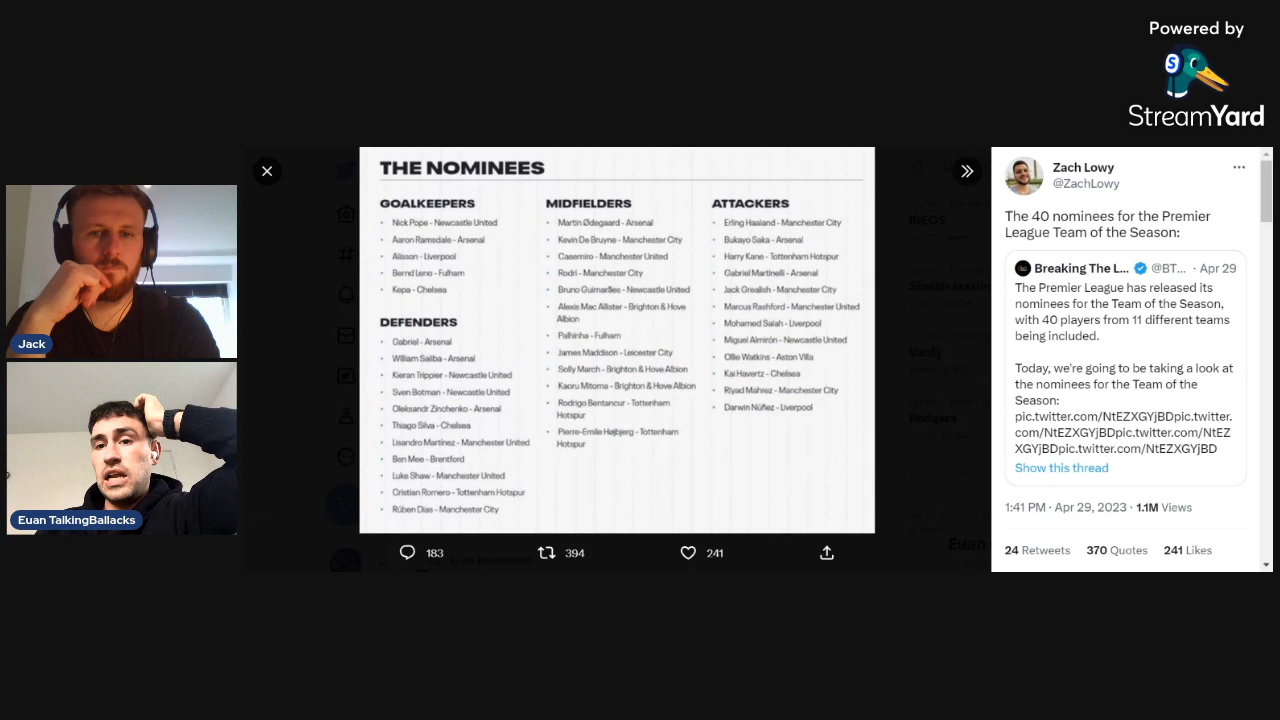 Powered by
S
StreamYard
Jack
Euan TalkingBallacks
THE NOMINEES
GOALKEEPERS
Nick Pope - Newcastle United
Aaron Ramsdale - Arsenal
Alisson - Liverpool
Bernd Leno - Fulham
Kepa - Chelsea
DEFENDERS
Gabriel - Arsenal
William Saliba - Arsenal
Kieran Trippier - Newcastle United
Sven Botman - Newcastle United
Oleksandr Zinchenko - Arsenal
Thiago Silva - Chelsea
Lisandro Martínez - Manchester United
Ben Mee - Brentford
Luke Shaw - Manchester United
Cristian Romero - Tottenham Hotspur
Rúben Dias - Manchester City
MIDFIELDERS
Martin Ødegaard - Arsenal
Kevin De Bruyne - Manchester City
Casemiro - Manchester United
Rodri - Manchester City
Bruno Guimarães - Newcastle United
Alexis Mac Allister - Brighton & Hove
Albion
Palhinha - Fulham
James Maddison - Leicester City
Solly March - Brighton & Hove Albion
Kaoru Mitoma - Brighton & Hove Albion
Rodrigo Bentancur - Tottenham
Hotspur
Pierre-Emile Højbjerg - Tottenham
Hotspur
ATTACKERS
Erling Haaland - Manchester City
Bukayo Saka - Arsenal
Harry Kane - Tottenham Hotspur
Gabriel Martinelli - Arsenal
Jack Grealish - Manchester City
Marcus Rashford - Manchester United
Mohamed Salah - Liverpool
Miguel Almirón - Newcastle United
Ollie Watkins - Aston Villa
Kai Havertz - Chelsea
Riyad Mahrez - Manchester City
Darwin Núñez - Liverpool
183
394
241
Zach Lowy
@ZachLowy
The 40 nominees for the Premier
League Team of the Season:
Breaking The L... @BT... · Apr 29
The Premier League has released its
nominees for the Team of the Season,
with 40 players from 11 different teams
being included.
Today, we're going to be taking a look at
the nominees for the Team of the
Season:
pic.twitter.com/NtEZXGYjBDpic.twitter.
com/NtEZXGYjBDpic.twitter.com/NtEZ
XGYjBDpic.twitter.com/NtEZXGYjBD
Show this thread
1:41 PM · Apr 29, 2023 · 1.1M Views
24 Retweets 370 Quotes 241 Likes